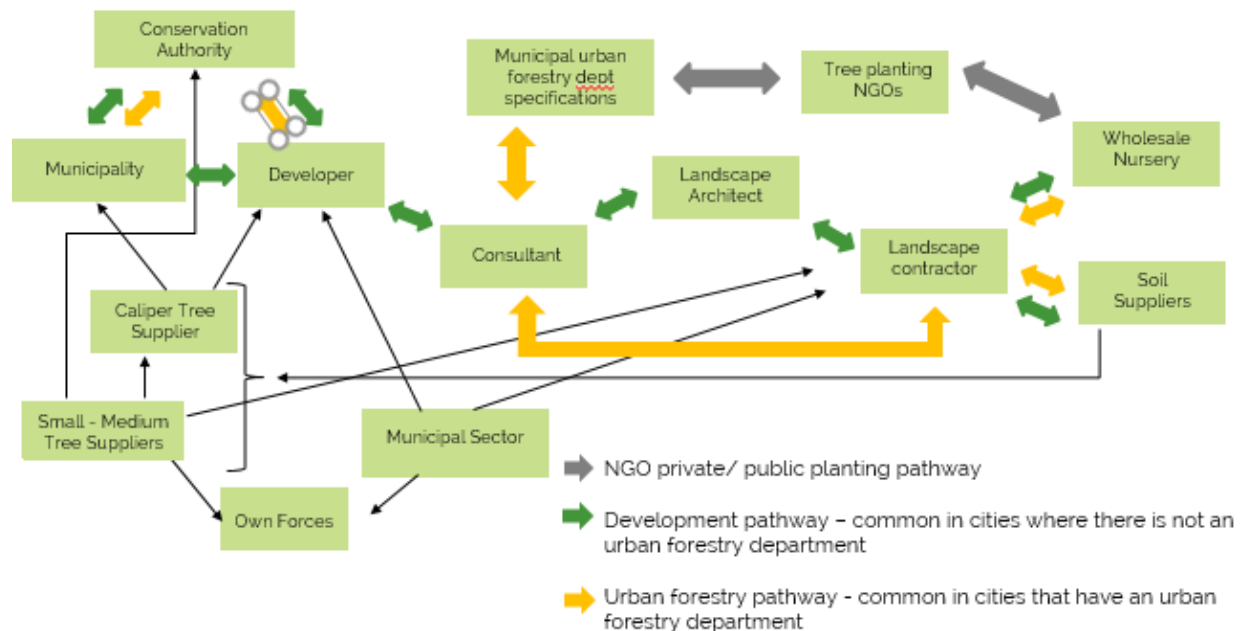 Conservation
Authority
Municipal urban
forestry dept
specifications
Tree planting
NGOs
Wholesale
Nursery
Municipality
Developer
Landscape
Architect
Consultant
Landscape
contractor
Soil
Suppliers
Caliper Tree
Supplier
Small - Medium
Tree Suppliers
Municipal Sector
Own Forces
NGO private/ public planting pathway
Development pathway – common in cities where there is not an
urban forestry department
Urban forestry pathway - common in cities that have an urban
forestry department